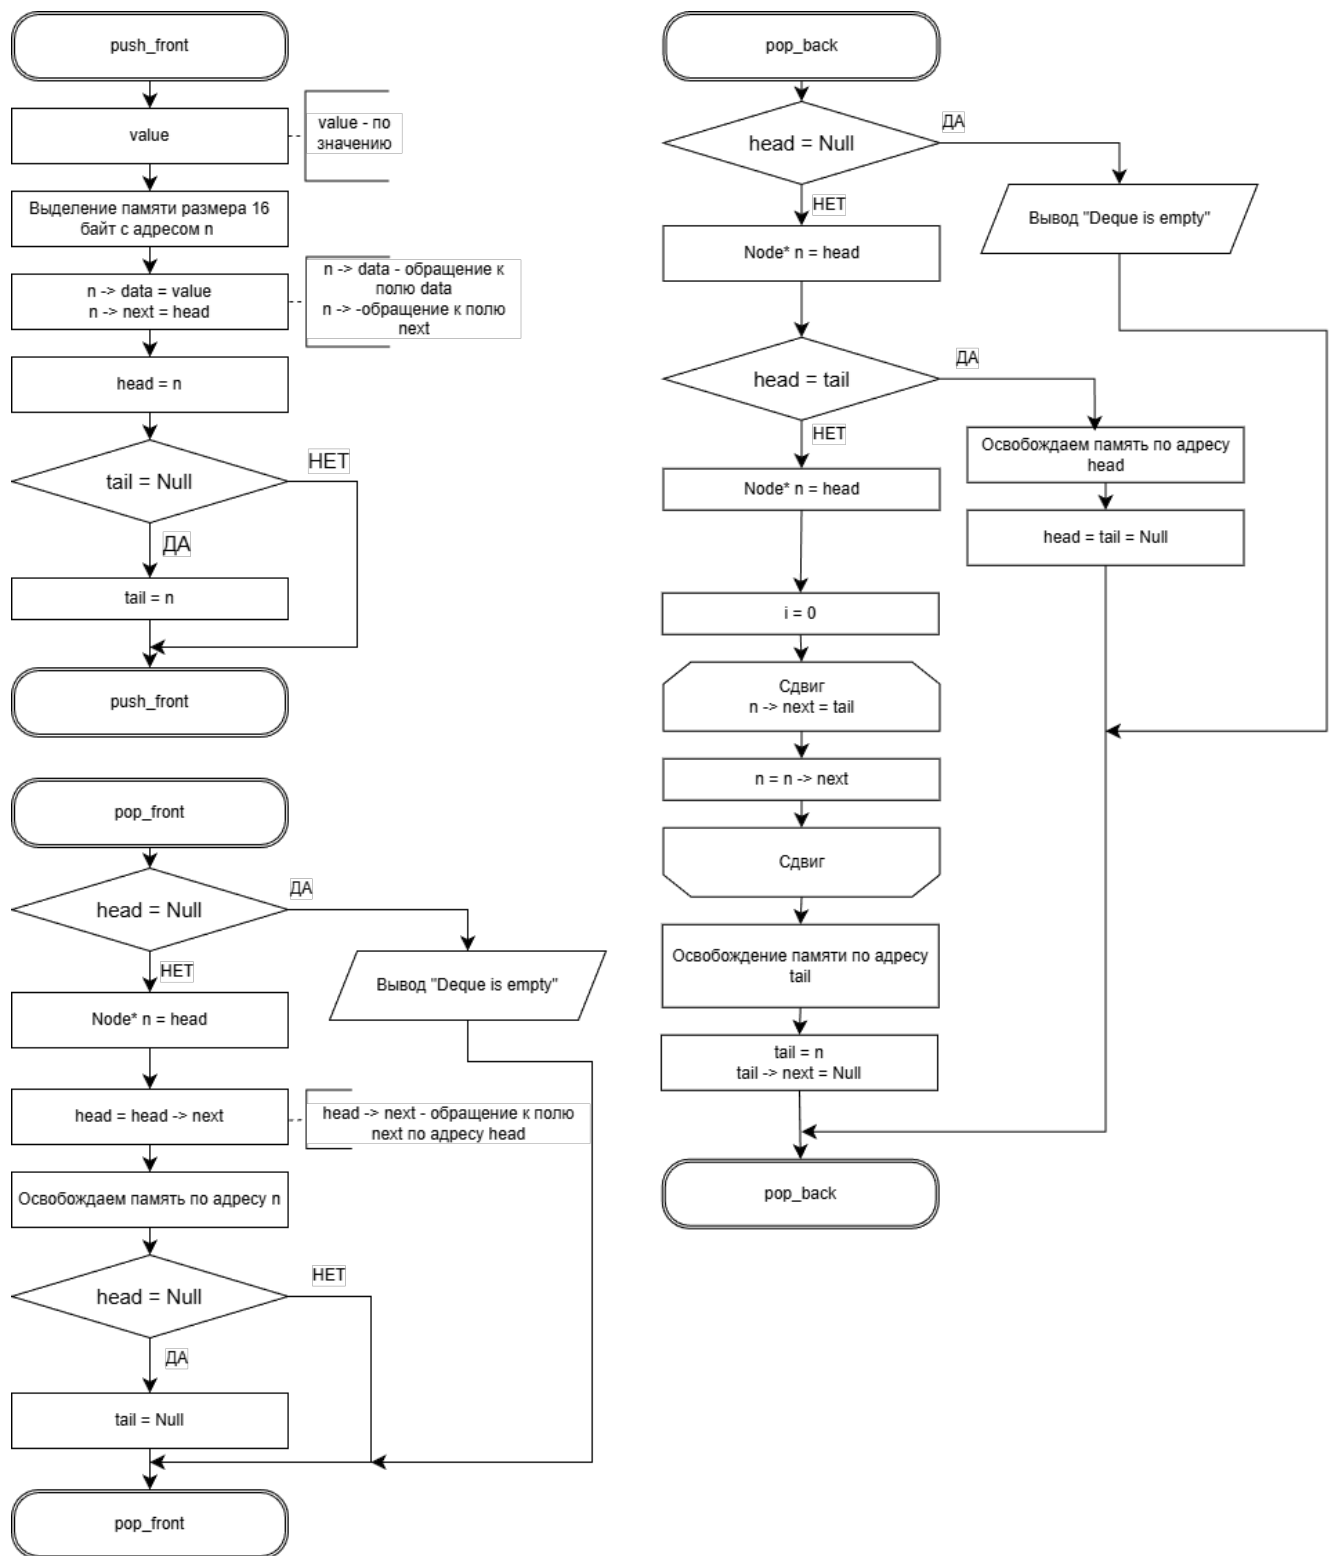 push_front
value
value - по
значению
Выделение памяти размера 16
байт с адресом n
n -> data = value
n -> next = head
n -> data - обращение к
полю data
n -> -обращение к полю
next
head = n
tail = Null
НЕТ
ДА
tail = n
push_front
pop_front
head = Null
ДА
НЕТ
Вывод "Deque is empty"
Node* n = head
head = head -> next
head -> next - обращение к полю
next по адресу head
Освобождаем память по адресу n
head = Null
НЕТ
ДА
tail = Null
pop_front
pop_back
head = Null
ДА
НЕТ
Вывод "Deque is empty"
Node* n = head
head = tail
ДА
НЕТ
Освобождаем память по адресу
head
Node* n = head
head = tail = Null
i = 0
Сдвиг
n -> next = tail
n = n -> next
Сдвиг
Освобождение памяти по адресу
tail
tail = n
tail -> next = Null
pop_back